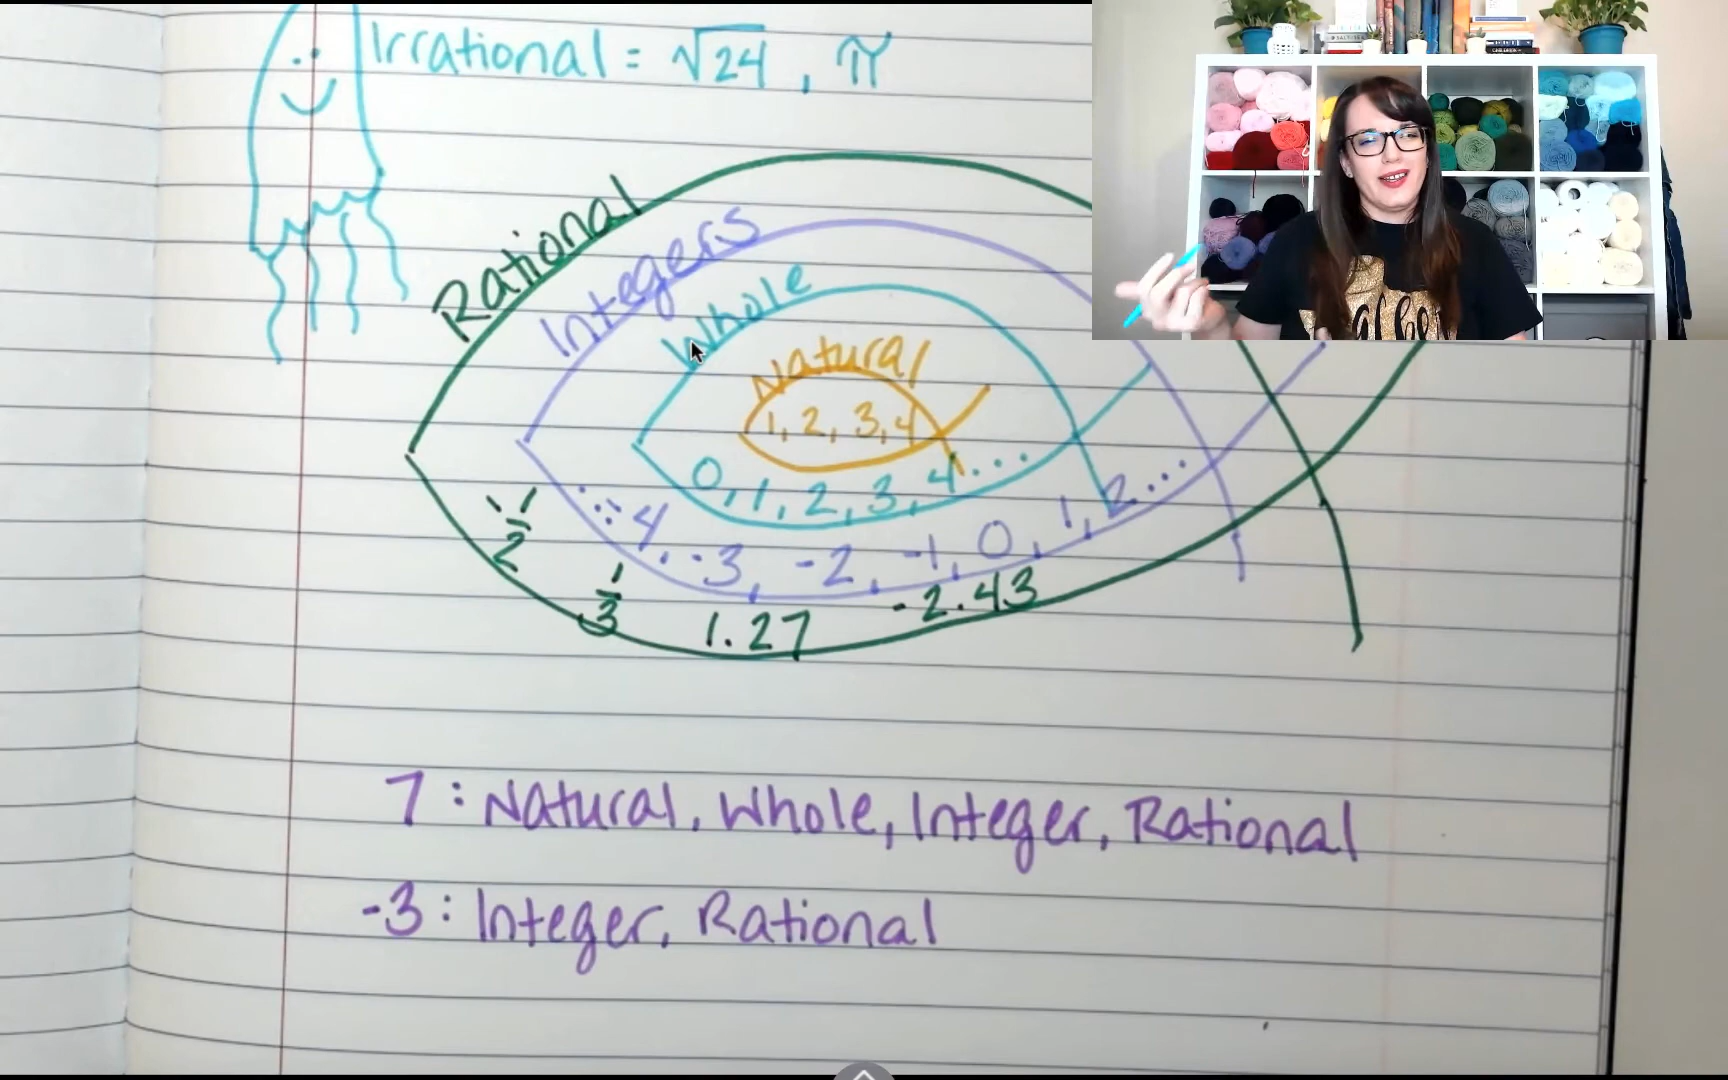 Irrational = √24, π
Rational
Integers
Whole
Natural
1, 2, 3, 4
0, 1, 2, 3, 4...
...-4, -3, -2, -1, 0, 1, 2...
1/2
1/3
1.27
-2.43
7: Natural, Whole, Integer, Rational
-3: Integer, Rational